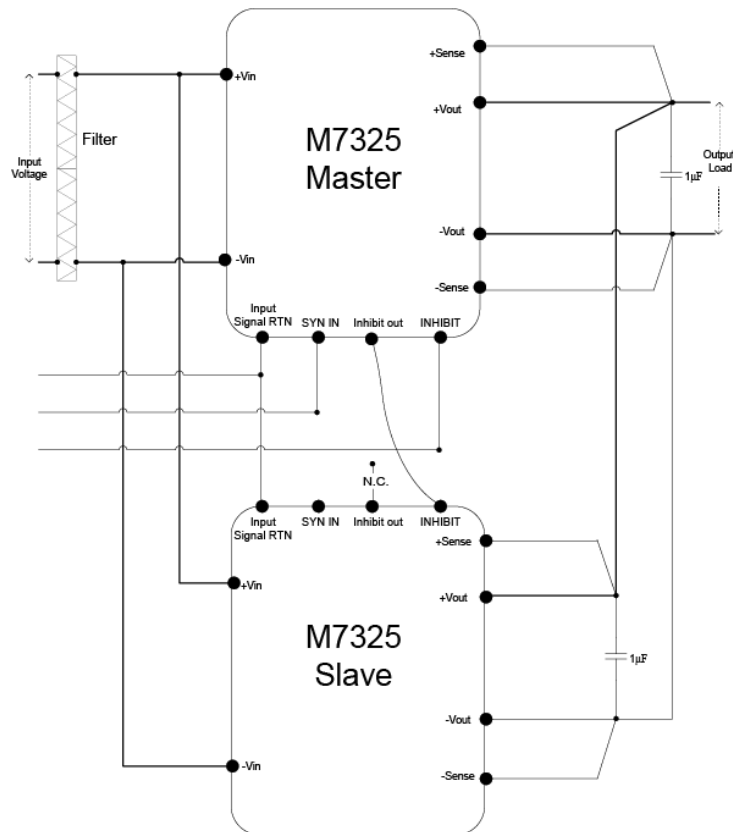 +Sense
+Vin
+Vout
M7325
Master
Filter
Input
Voltage
1µF
Output
Load
-Vout
-Vin
-Sense
Input
Signal RTN
SYN IN
Inhibit out
INHIBIT
N.C.
Input
Signal RTN
SYN IN
Inhibit out
INHIBIT
+Sense
+Vin
+Vout
M7325
Slave
1µF
-Vout
-Vin
-Sense